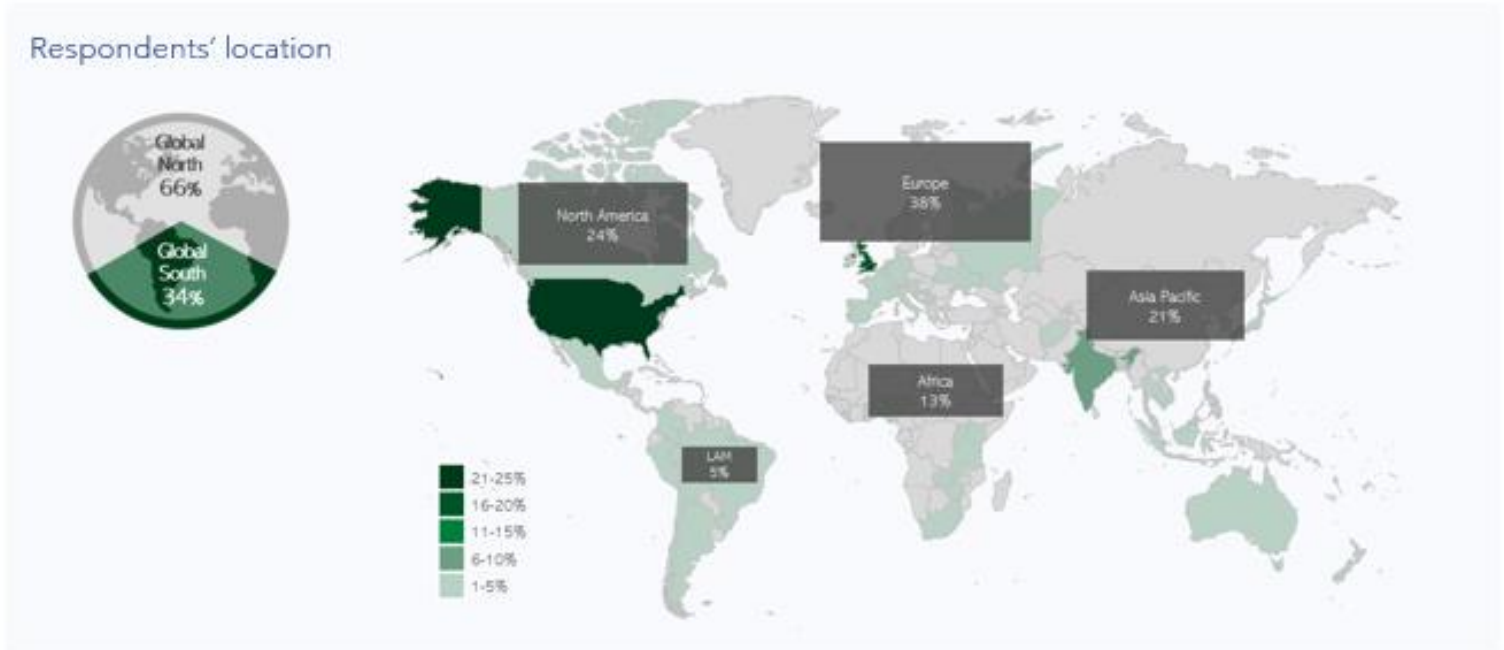 Respondents' location
Global
North
66%
Global
South
34%
North America
24%
Europe
38%
Asia Pacific
21%
Africa
13%
LAM
5%
21-25%
16-20%
11-15%
6-10%
1-5%